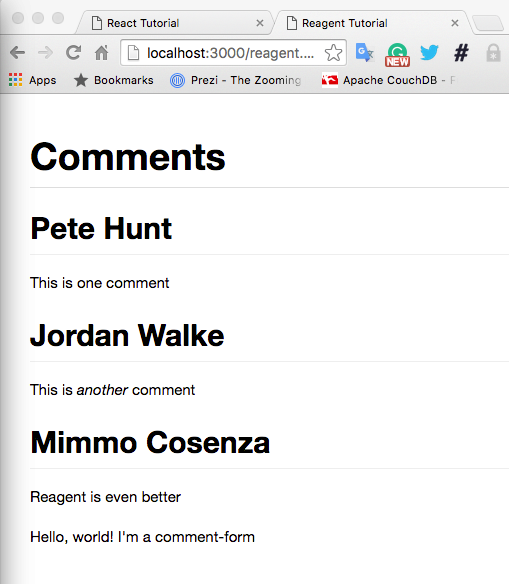 React Tutorial
Reagent Tutorial
localhost:3000/reagent....
NEW
#
Apps Bookmarks Prezi - The Zooming Apache CouchDB -
Comments
Pete Hunt
This is one comment
Jordan Walke
This is another comment
Mimmo Cosenza
Reagent is even better
Hello, world! I'm a comment-form